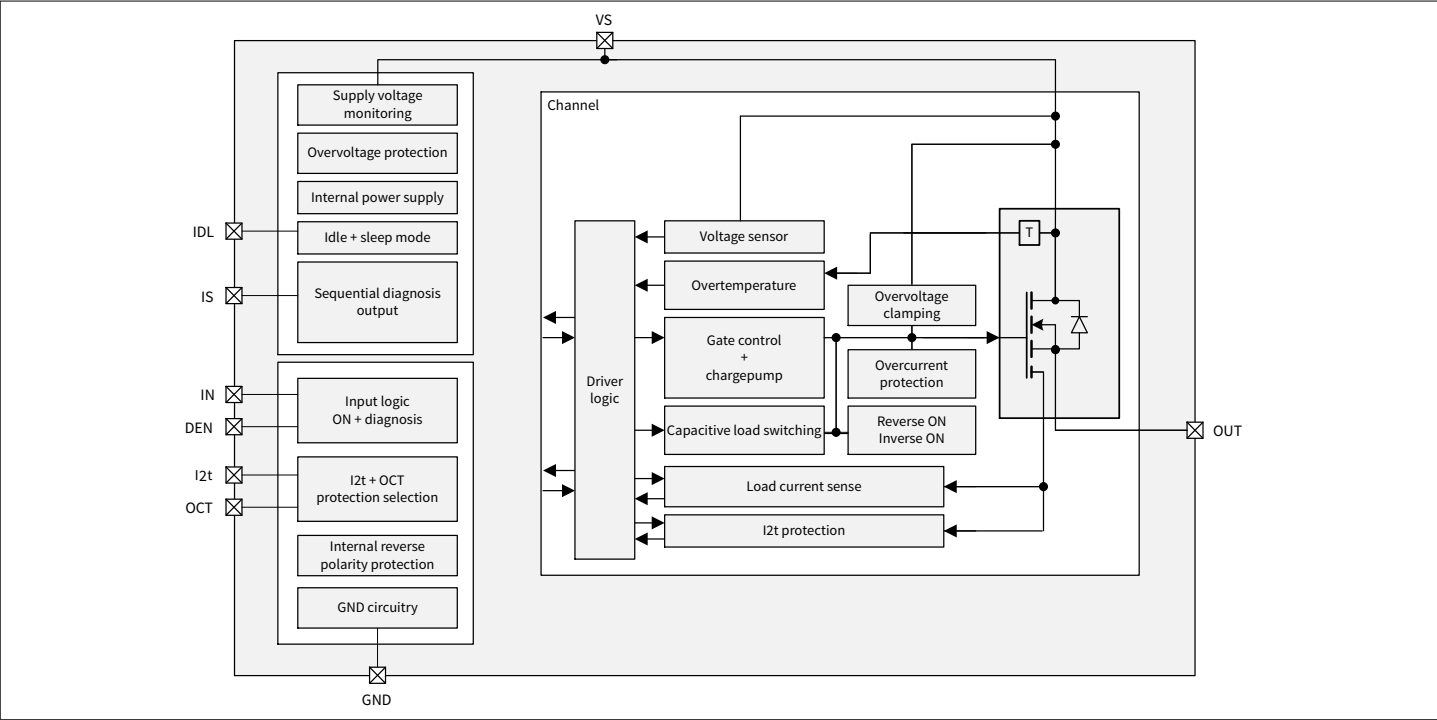 VS
Supply voltage
monitoring
Overvoltage protection
Internal power supply
IDL
Idle + sleep mode
IS
Sequential diagnosis
output
IN
DEN
Input logic
ON + diagnosis
I2t
OCT
I2t + OCT
protection selection
Internal reverse
polarity protection
GND circuitry
GND
Channel
Driver
logic
Voltage sensor
Overtemperature
Gate control
+
chargepump
Capacitive load switching
Overvoltage
clamping
Overcurrent
protection
Reverse ON
Inverse ON
Load current sense
I2t protection
T
OUT